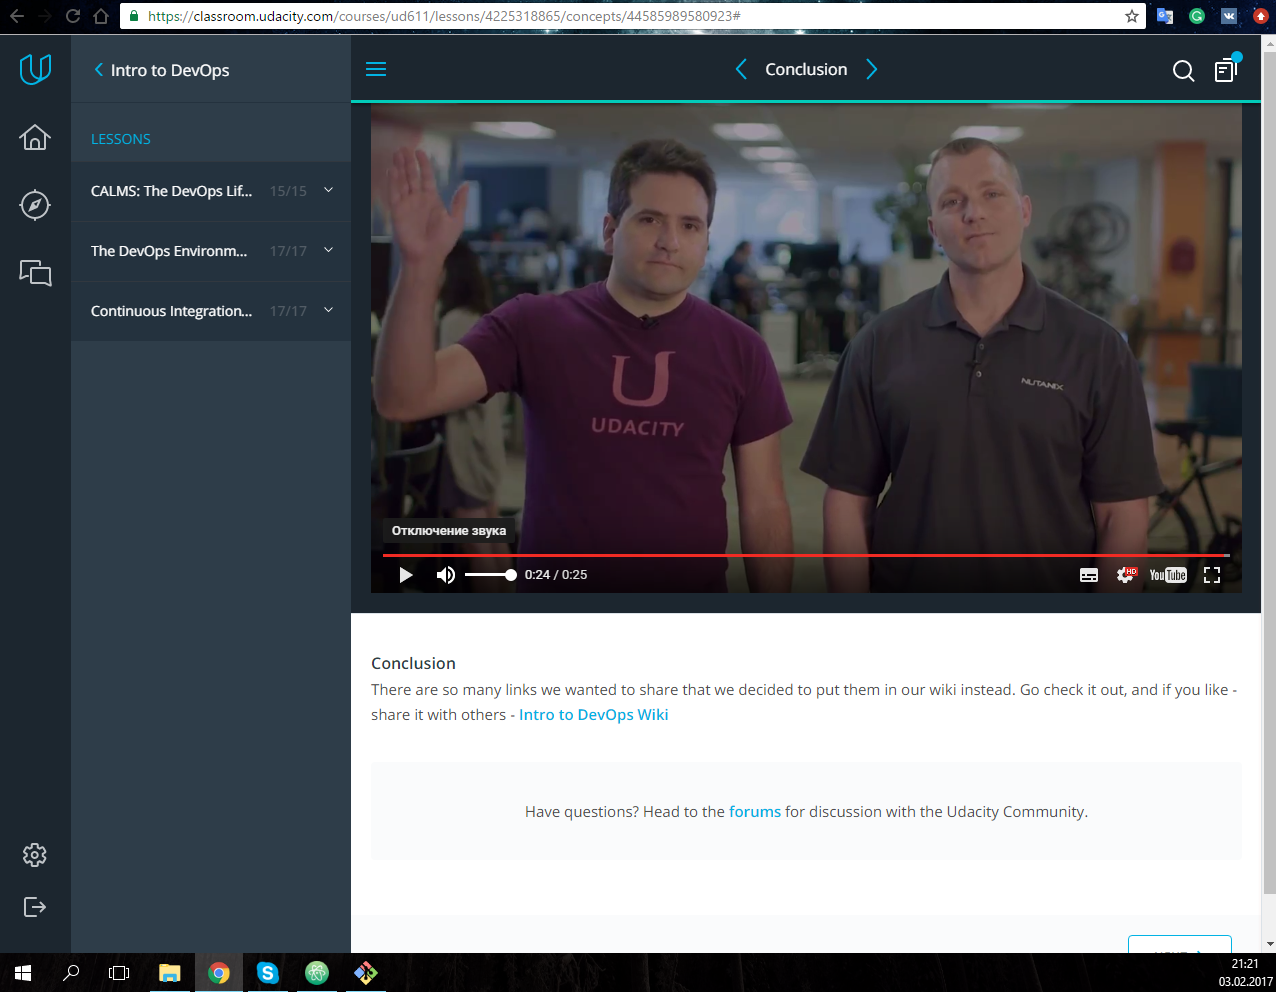 https://classroom.udacity.com/courses/ud611/lessons/4225318865/concepts/44585989580923#
Intro to DevOps
Conclusion
LESSONS
CALMS: The DevOps Lif... 15/15
The DevOps Environm... 17/17
Continuous Integration... 17/17
UDACITY
NUTANIX
Отключение звука
0:24 / 0:25
HD
YouTube
Conclusion
There are so many links we wanted to share that we decided to put them in our wiki instead. Go check it out, and if you like -
share it with others - Intro to DevOps Wiki
Have questions? Head to the forums for discussion with the Udacity Community.
21:21
03.02.2017